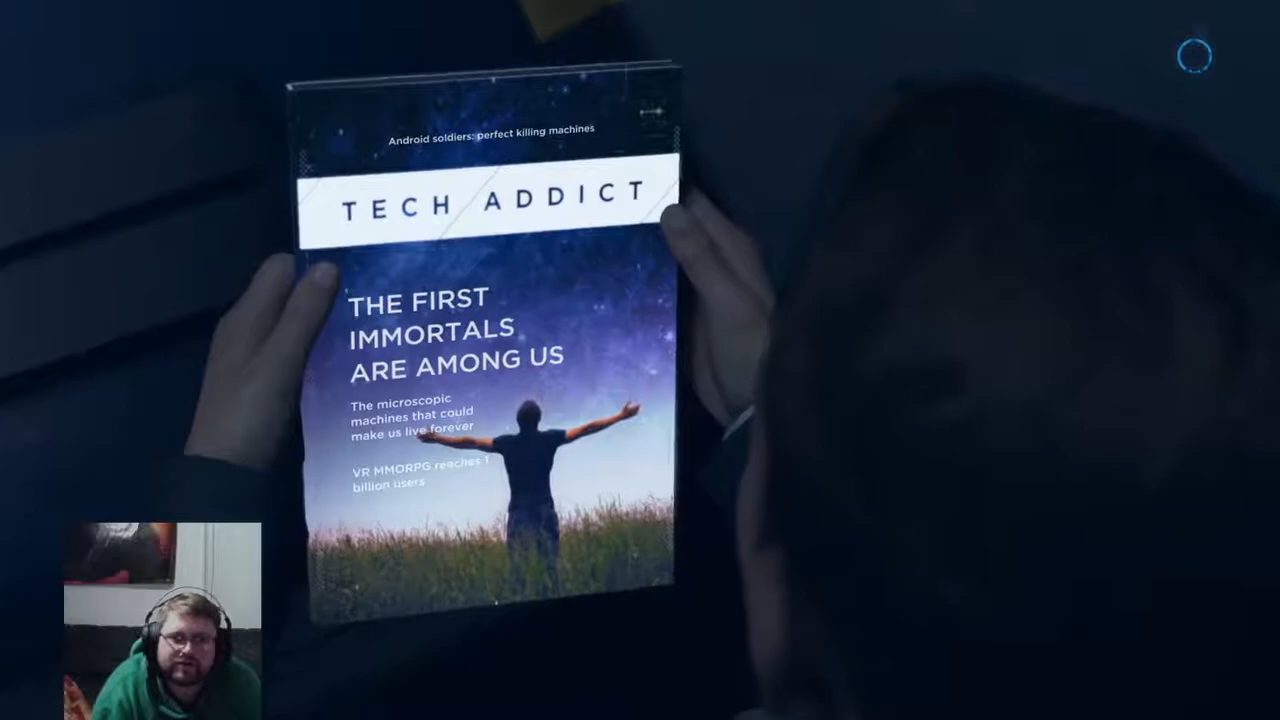 Android soldiers: perfect killing machines
TECH ADDICT
THE FIRST
IMMORTALS
ARE AMONG US
The microscopic
machines that could
make us live forever
VR MMORPG reaches 1
billion users